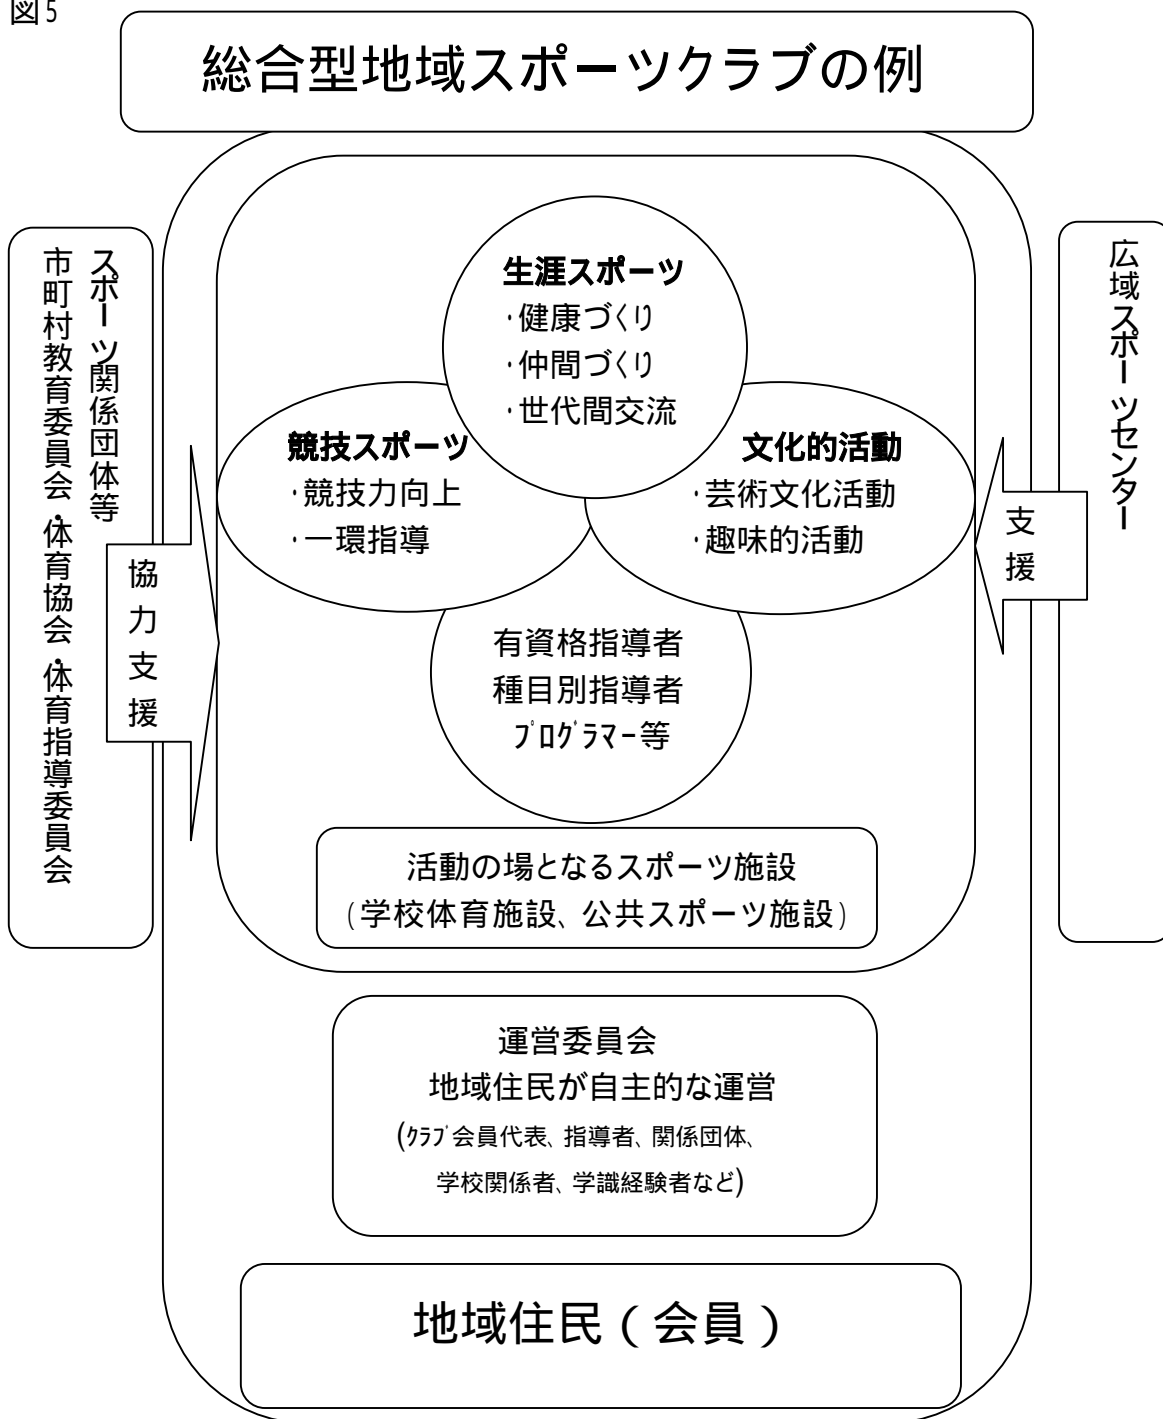 図5
総合型地域スポーツクラブの例
スポーツ関係団体等
市町村教育委員会・体育協会・体育指導委員会
協力支援
生涯スポーツ
・健康づくり
・仲間づくり
・世代間交流
競技スポーツ
・競技力向上
・一環指導
文化的活動
・芸術文化活動
・趣味的活動
有資格指導者
種目別指導者
ﾌﾟﾛｸﾞﾗﾏｰ等
広域スポーツセンター
支援
活動の場となるスポーツ施設
(学校体育施設、公共スポーツ施設)
運営委員会
地域住民が自主的な運営
(ｸﾗﾌﾞ会員代表、指導者、関係団体、
学校関係者、学識経験者など)
地域住民(会員)